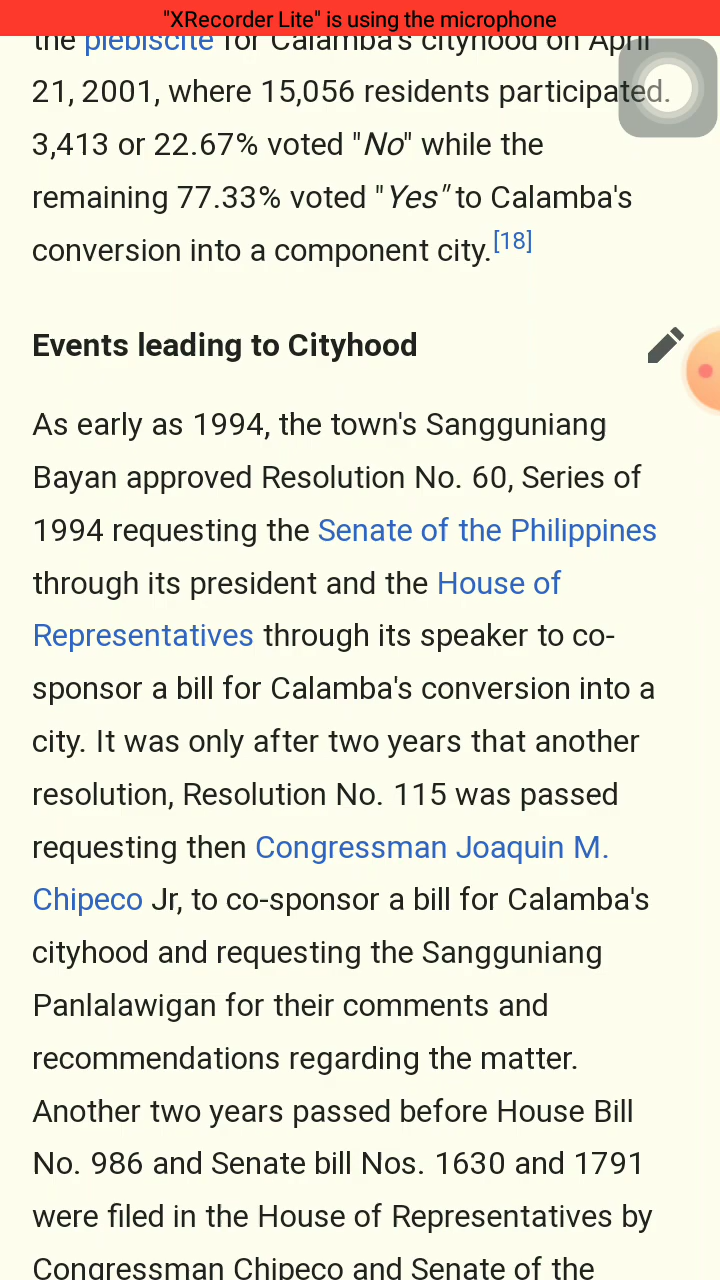 "XRecorder Lite" is using the microphone
the plebiscite for Calamba's cityhood on April
21, 2001, where 15,056 residents participated.
3,413 or 22.67% voted "No" while the
remaining 77.33% voted "Yes" to Calamba's
conversion into a component city.[18]
Events leading to Cityhood
As early as 1994, the town's Sangguniang
Bayan approved Resolution No. 60, Series of
1994 requesting the Senate of the Philippines
through its president and the House of
Representatives through its speaker to co-
sponsor a bill for Calamba's conversion into a
city. It was only after two years that another
resolution, Resolution No. 115 was passed
requesting then Congressman Joaquin M.
Chipeco Jr, to co-sponsor a bill for Calamba's
cityhood and requesting the Sangguniang
Panlalawigan for their comments and
recommendations regarding the matter.
Another two years passed before House Bill
No. 986 and Senate bill Nos. 1630 and 1791
were filed in the House of Representatives by
Congressman Chipeco and Senate of the